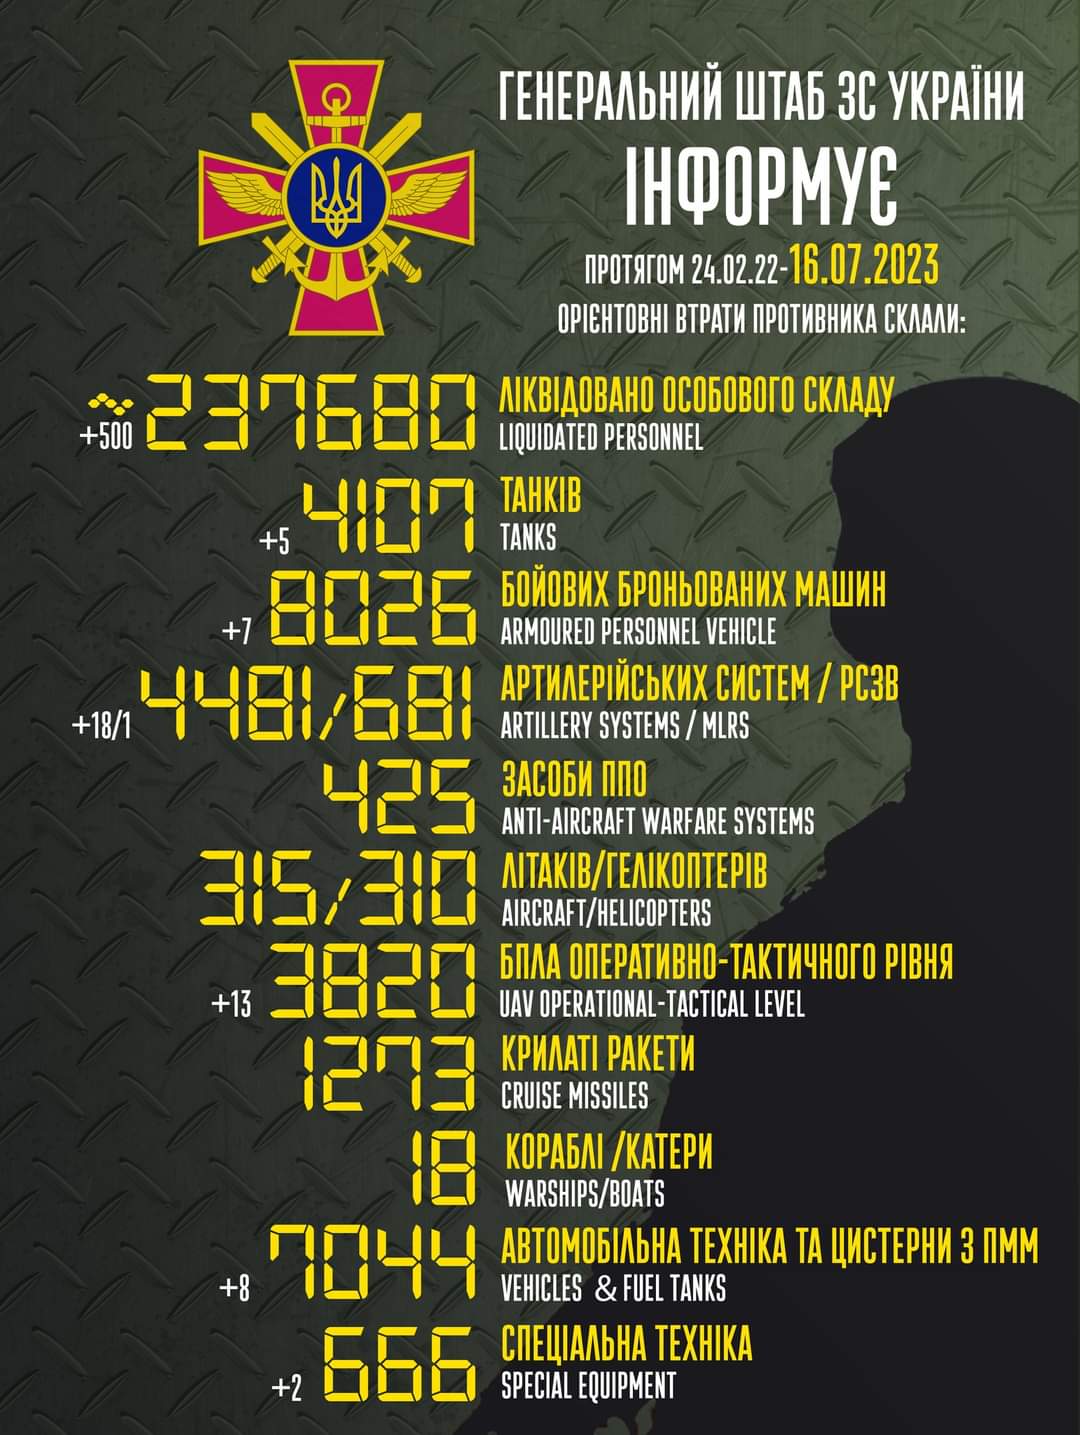 ГЕНЕРАЛЬНИЙ ШТАБ ЗС УКРАЇНИ
ІНФОРМУЄ
ПРОТЯГОМ 24.02.22-16.07.2023
ОРІЄНТОВНІ ВТРАТИ ПРОТИВНИКА СКЛАЛИ:
≈237680 ЛІКВІДОВАНО ОСОБОВОГО СКЛАДУ
+500 LIQUIDATED PERSONNEL
4107 ТАНКІВ
+5 TANKS
8026 БОЙОВИХ БРОНЬОВАНИХ МАШИН
+7 ARMOURED PERSONNEL VEHICLE
4481/681 АРТИЛЕРІЙСЬКИХ СИСТЕМ / РСЗВ
+18/1 ARTILLERY SYSTEMS / MLRS
425 ЗАСОБИ ППО
ANTI-AIRCRAFT WARFARE SYSTEMS
315/310 ЛІТАКІВ/ГЕЛІКОПТЕРІВ
AIRCRAFT/HELICOPTERS
3820 БПЛА ОПЕРАТИВНО-ТАКТИЧНОГО РІВНЯ
+13 UAV OPERATIONAL-TACTICAL LEVEL
1273 КРИЛАТІ РАКЕТИ
CRUISE MISSILES
18 КОРАБЛІ /КАТЕРИ
WARSHIPS/BOATS
7044 АВТОМОБІЛЬНА ТЕХНІКА ТА ЦИСТЕРНИ З ПММ
+8 VEHICLES & FUEL TANKS
666 СПЕЦІАЛЬНА ТЕХНІКА
+2 SPECIAL EQUIPMENT